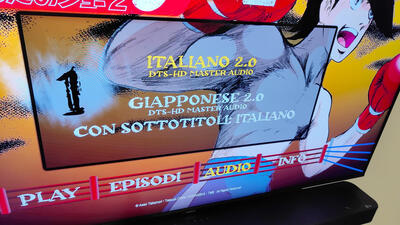 ITALIANO 2.0
DTS-HD MASTER AUDIO
GIAPPONESE 2.0
DTS-HD MASTER AUDIO
CON SOTTOTITOLI: ITALIANO
PLAY EPISODI AUDIO INFO